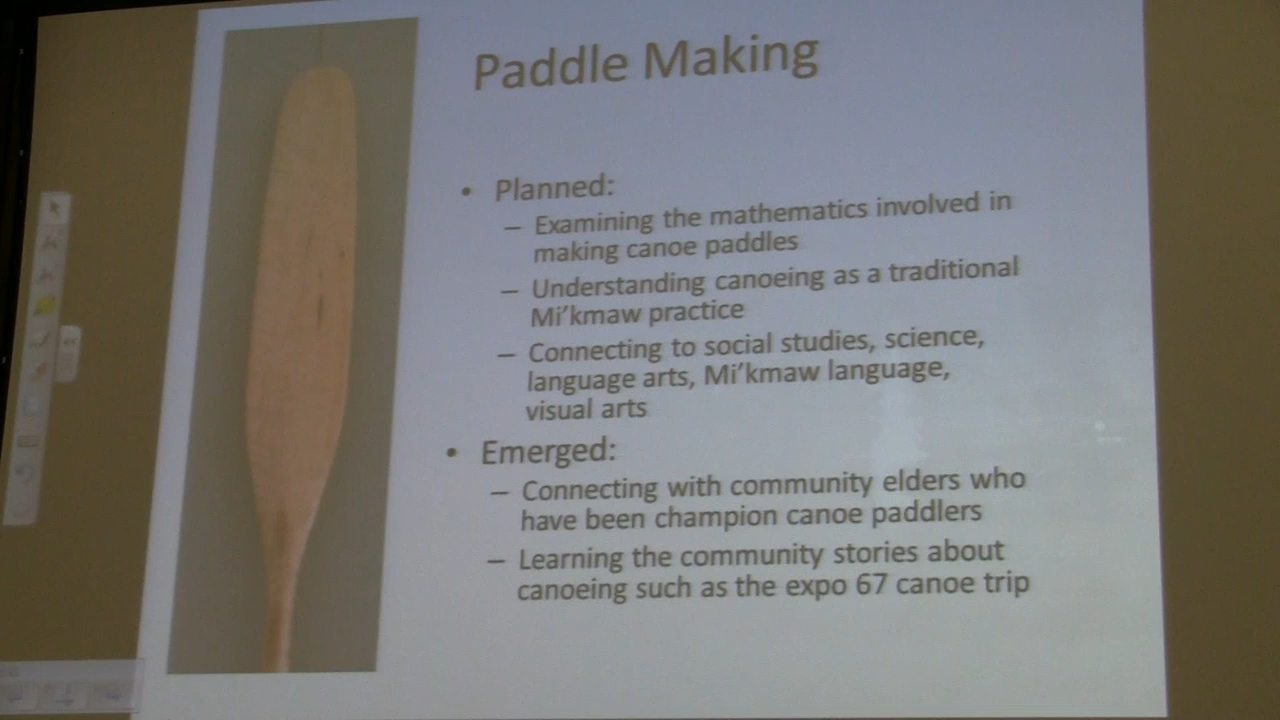 Paddle Making
• Planned:
– Examining the mathematics involved in
making canoe paddles
– Understanding canoeing as a traditional
Mi'kmaw practice
– Connecting to social studies, science,
language arts, Mi'kmaw language,
visual arts
• Emerged:
– Connecting with community elders who
have been champion canoe paddlers
– Learning the community stories about
canoeing such as the expo 67 canoe trip